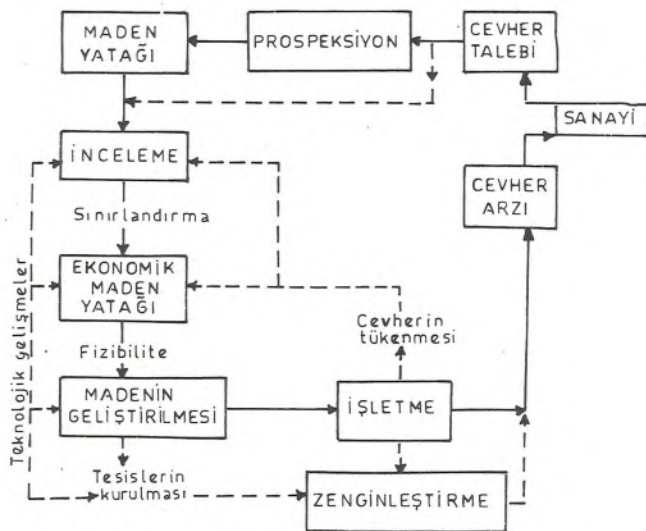 MADEN
YATAĞI
PROSPEKSİYON
CEVHER
TALEBİ
SANAYİ
İNCELEME
CEVHER
ARZI
Sınırlandırma
EKONOMİK
MADEN
YATAĞI
Cevherin
tükenmesi
Fizibilite
Teknolojik gelişmeler
MADENİN
GELİŞTİRİLMESİ
İŞLETME
Tesislerin
kurulması
ZENGİNLEŞTİRME